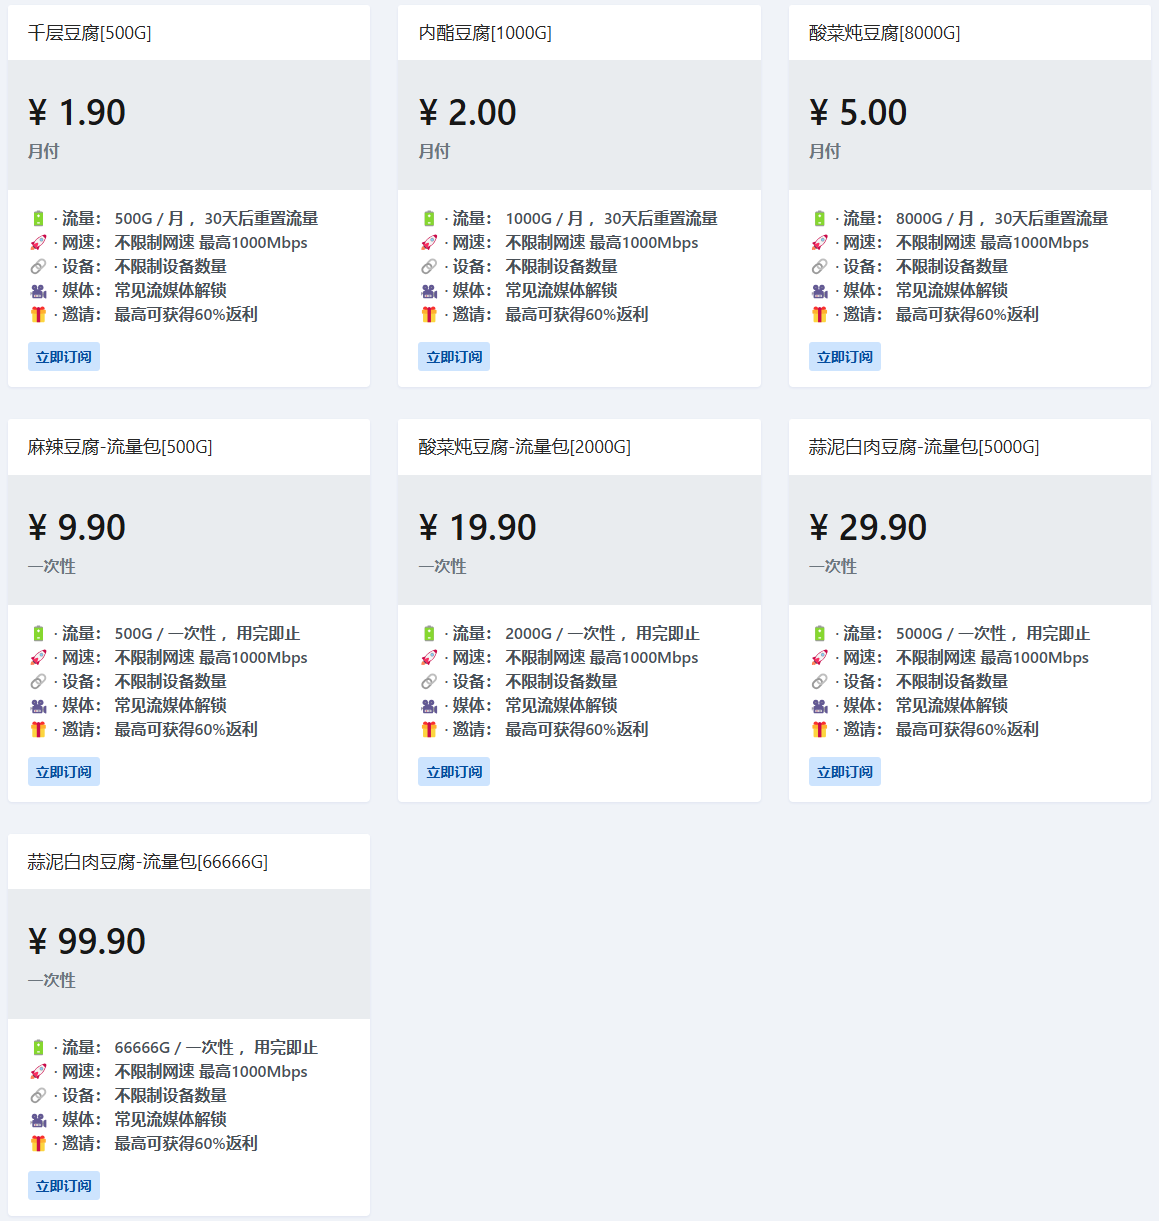 千层豆腐[500G]
¥ 1.90
月付
· 流量： 500G / 月 ，30天后重置流量
· 网速： 不限制网速 最高1000Mbps
· 设备： 不限制设备数量
· 媒体： 常见流媒体解锁
· 邀请： 最高可获得60%返利
立即订阅
内酯豆腐[1000G]
¥ 2.00
月付
· 流量： 1000G / 月 ，30天后重置流量
· 网速： 不限制网速 最高1000Mbps
· 设备： 不限制设备数量
· 媒体： 常见流媒体解锁
· 邀请： 最高可获得60%返利
立即订阅
酸菜炖豆腐[8000G]
¥ 5.00
月付
· 流量： 8000G / 月 ，30天后重置流量
· 网速： 不限制网速 最高1000Mbps
· 设备： 不限制设备数量
· 媒体： 常见流媒体解锁
· 邀请： 最高可获得60%返利
立即订阅
麻辣豆腐-流量包[500G]
¥ 9.90
一次性
· 流量： 500G / 一次性 ，用完即止
· 网速： 不限制网速 最高1000Mbps
· 设备： 不限制设备数量
· 媒体： 常见流媒体解锁
· 邀请： 最高可获得60%返利
立即订阅
酸菜炖豆腐-流量包[2000G]
¥ 19.90
一次性
· 流量： 2000G / 一次性 ，用完即止
· 网速： 不限制网速 最高1000Mbps
· 设备： 不限制设备数量
· 媒体： 常见流媒体解锁
· 邀请： 最高可获得60%返利
立即订阅
蒜泥白肉豆腐-流量包[5000G]
¥ 29.90
一次性
· 流量： 5000G / 一次性 ，用完即止
· 网速： 不限制网速 最高1000Mbps
· 设备： 不限制设备数量
· 媒体： 常见流媒体解锁
· 邀请： 最高可获得60%返利
立即订阅
蒜泥白肉豆腐-流量包[66666G]
¥ 99.90
一次性
· 流量： 66666G / 一次性 ，用完即止
· 网速： 不限制网速 最高1000Mbps
· 设备： 不限制设备数量
· 媒体： 常见流媒体解锁
· 邀请： 最高可获得60%返利
立即订阅